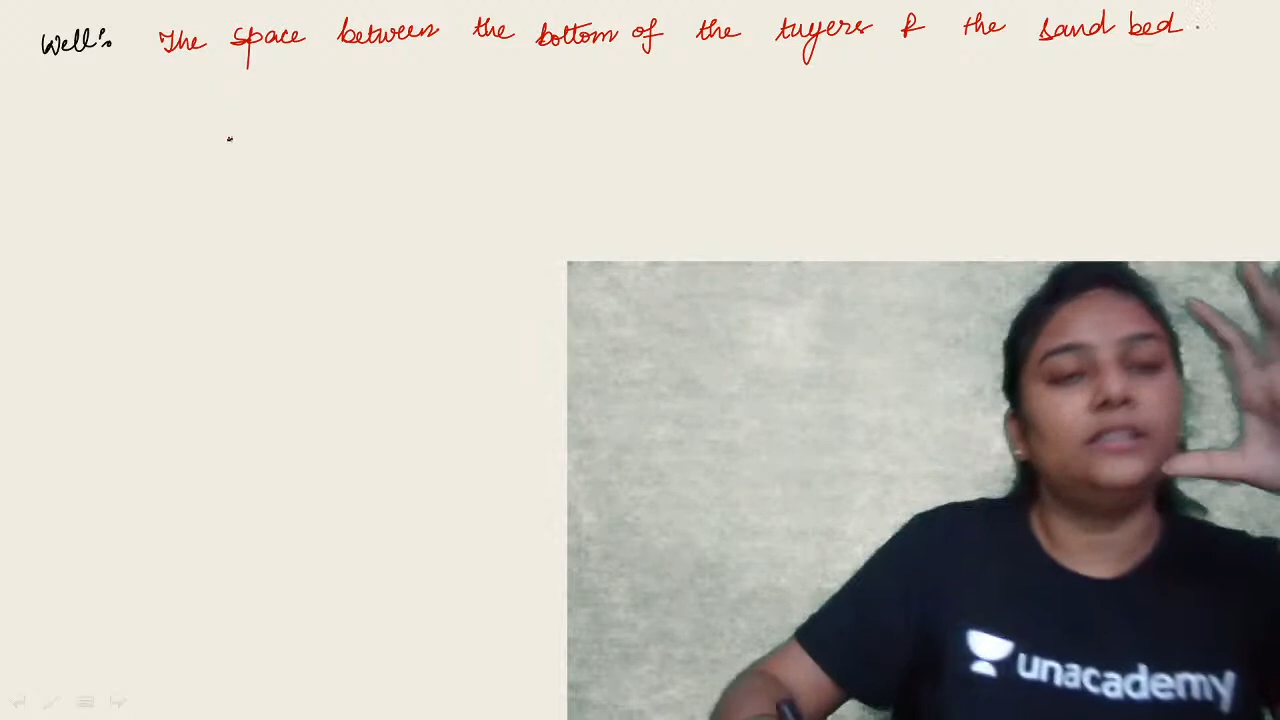 Well:- The space between the bottom of the tuyers & the sand bed.
unacademy